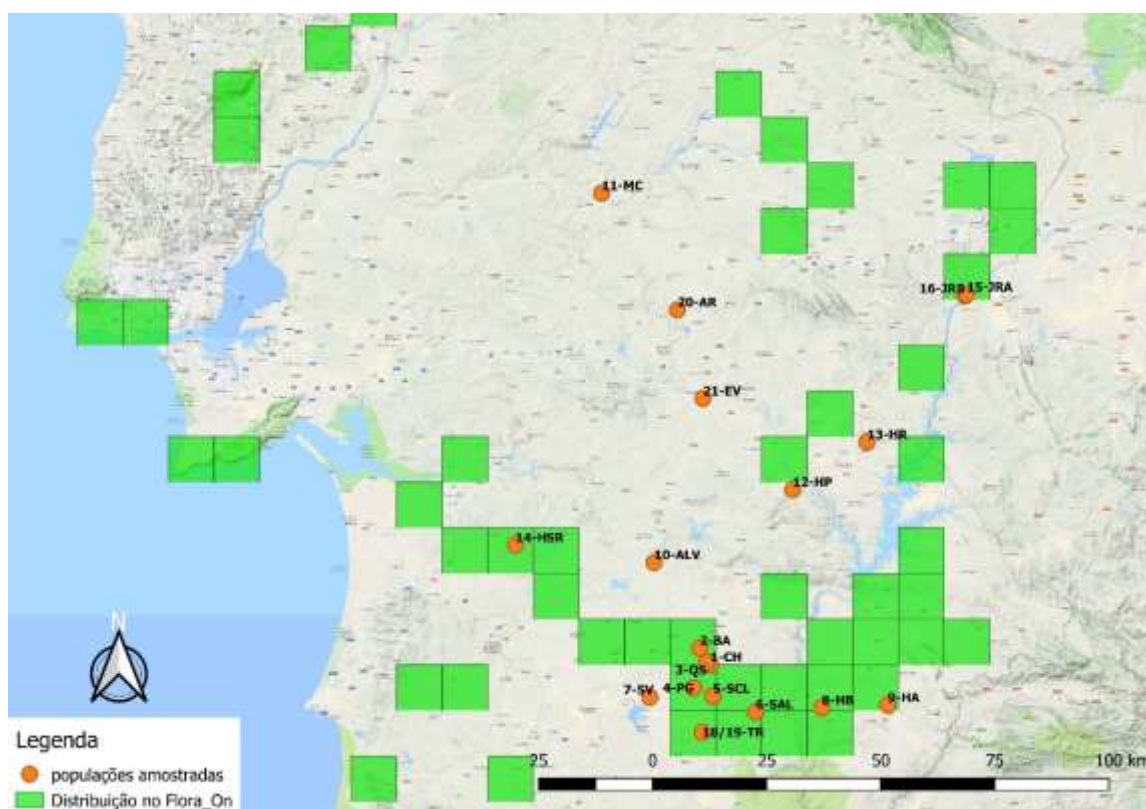 11-MC
20-AR
16-JRB 15-JRA
21-EV
13-HR
12-HP
14-HSR
10-ALV
2-BA
1-CH
3-QS
4-PG
5-SCL
7-SV
6-SAL
8-HB
9-HA
18/19-TR
N
25 0 25 50 75 100 km
Legenda
populações amostradas
Distribuição no Flora_On